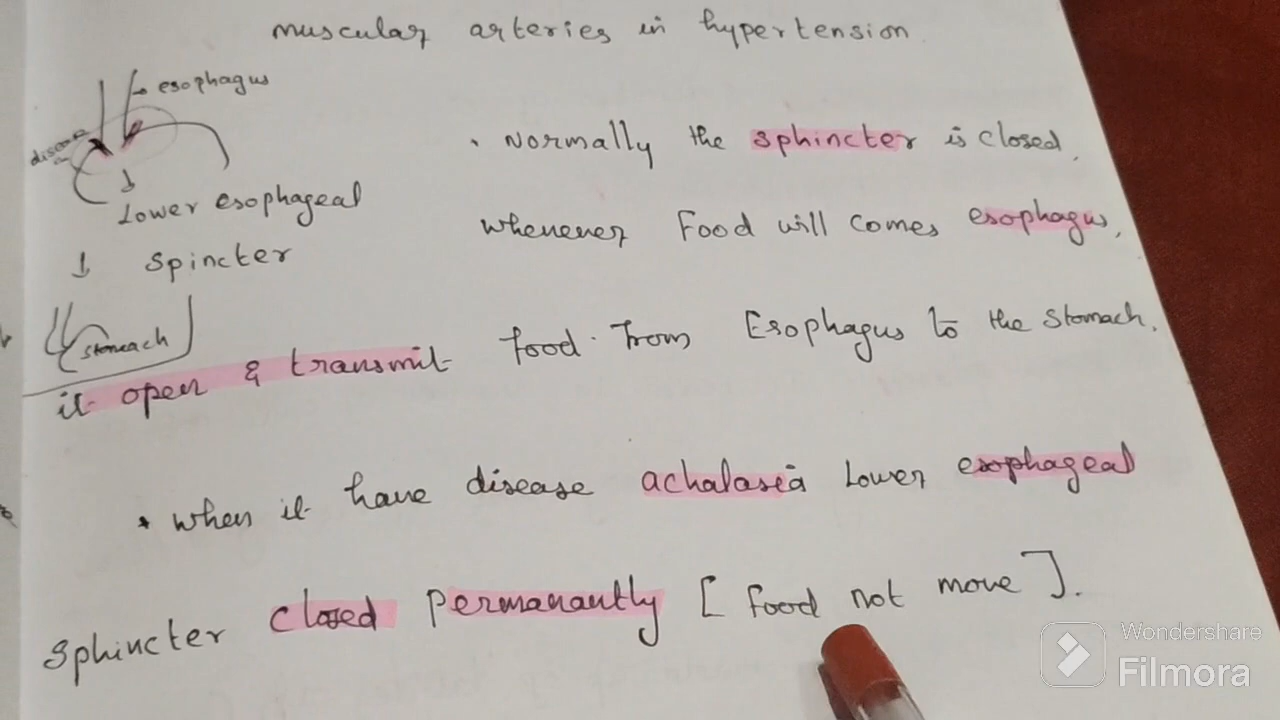 muscular arteries in hypertension
esophagus
disease
Lower esophageal
Spincter
stomach
• Normally the sphincter is closed.
whenever Food will comes esophagus,
it open & transmit food from Esophagus to the stomach.
* when it have disease achalasia Lower esophageal
sphincter closed permanantly [ food not move ].
Wondershare
Filmora